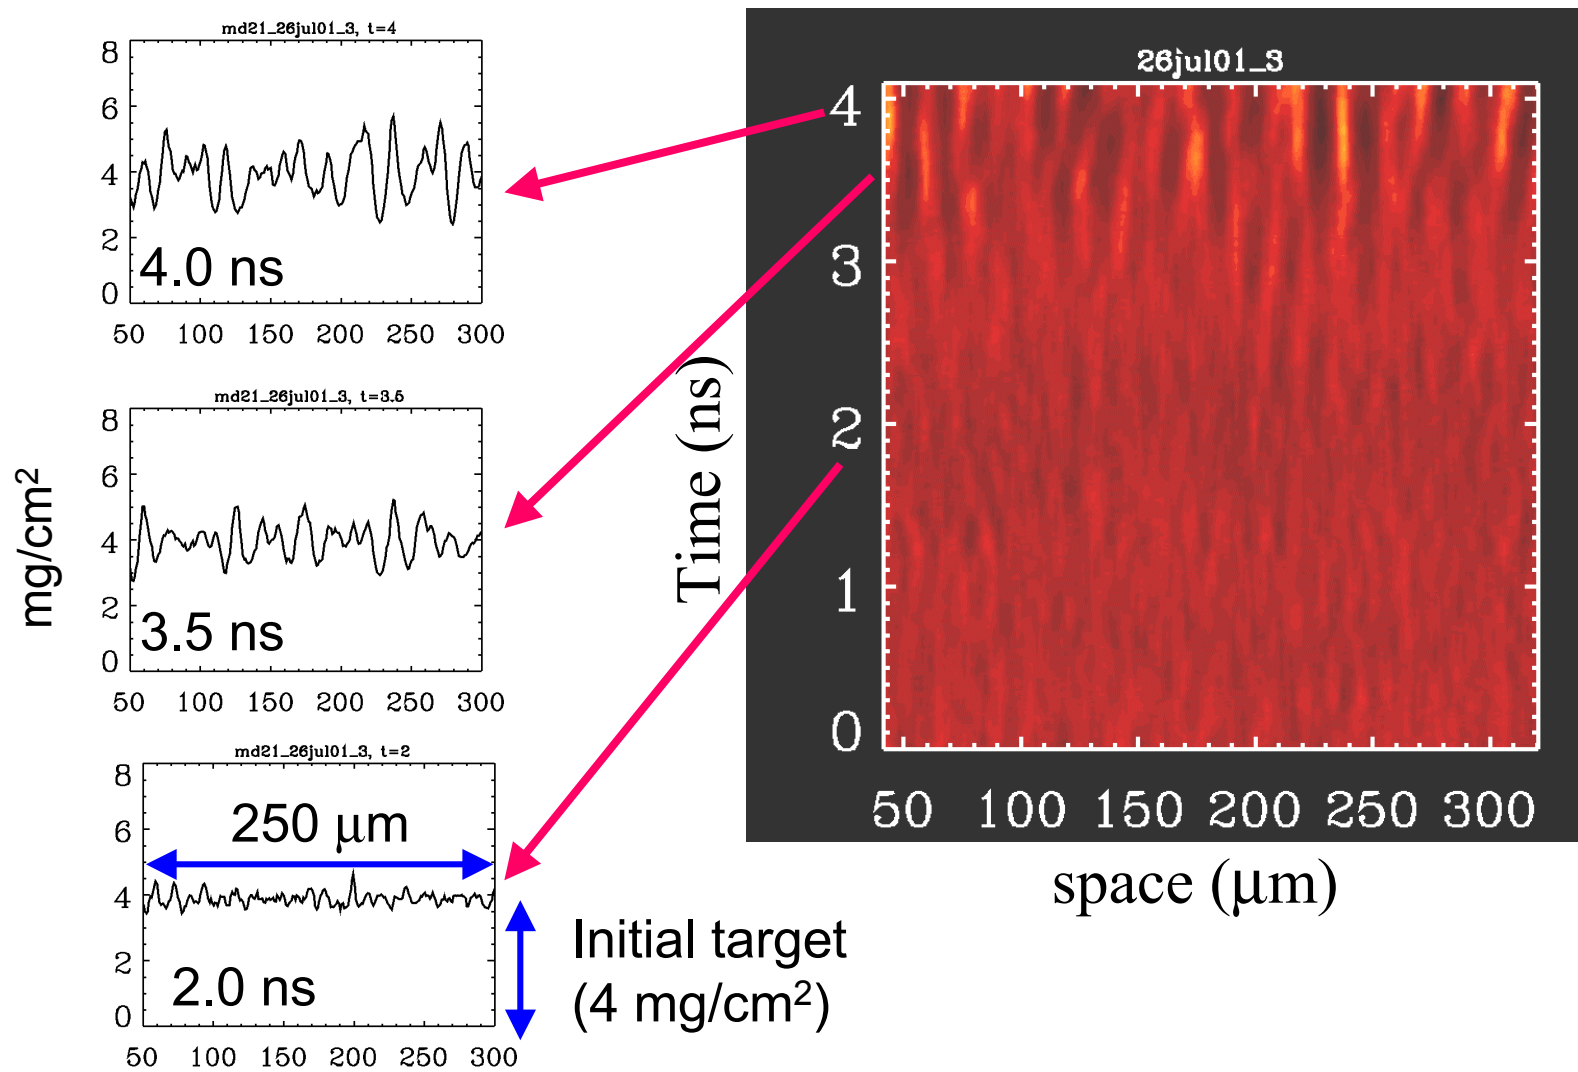 md21_26jul01_3, t=4
8
6
4
2
0
4.0 ns
50 100 150 200 250 300
md21_26jul01_3, t=3.5
8
6
4
2
0
3.5 ns
50 100 150 200 250 300
mg/cm²
md21_26jul01_3, t=2
8
6
4
2
0
250 μm
2.0 ns
50 100 150 200 250 300
Initial target
(4 mg/cm²)
26jul01_3
4
3
2
1
0
Time (ns)
50 100 150 200 250 300
space (μm)